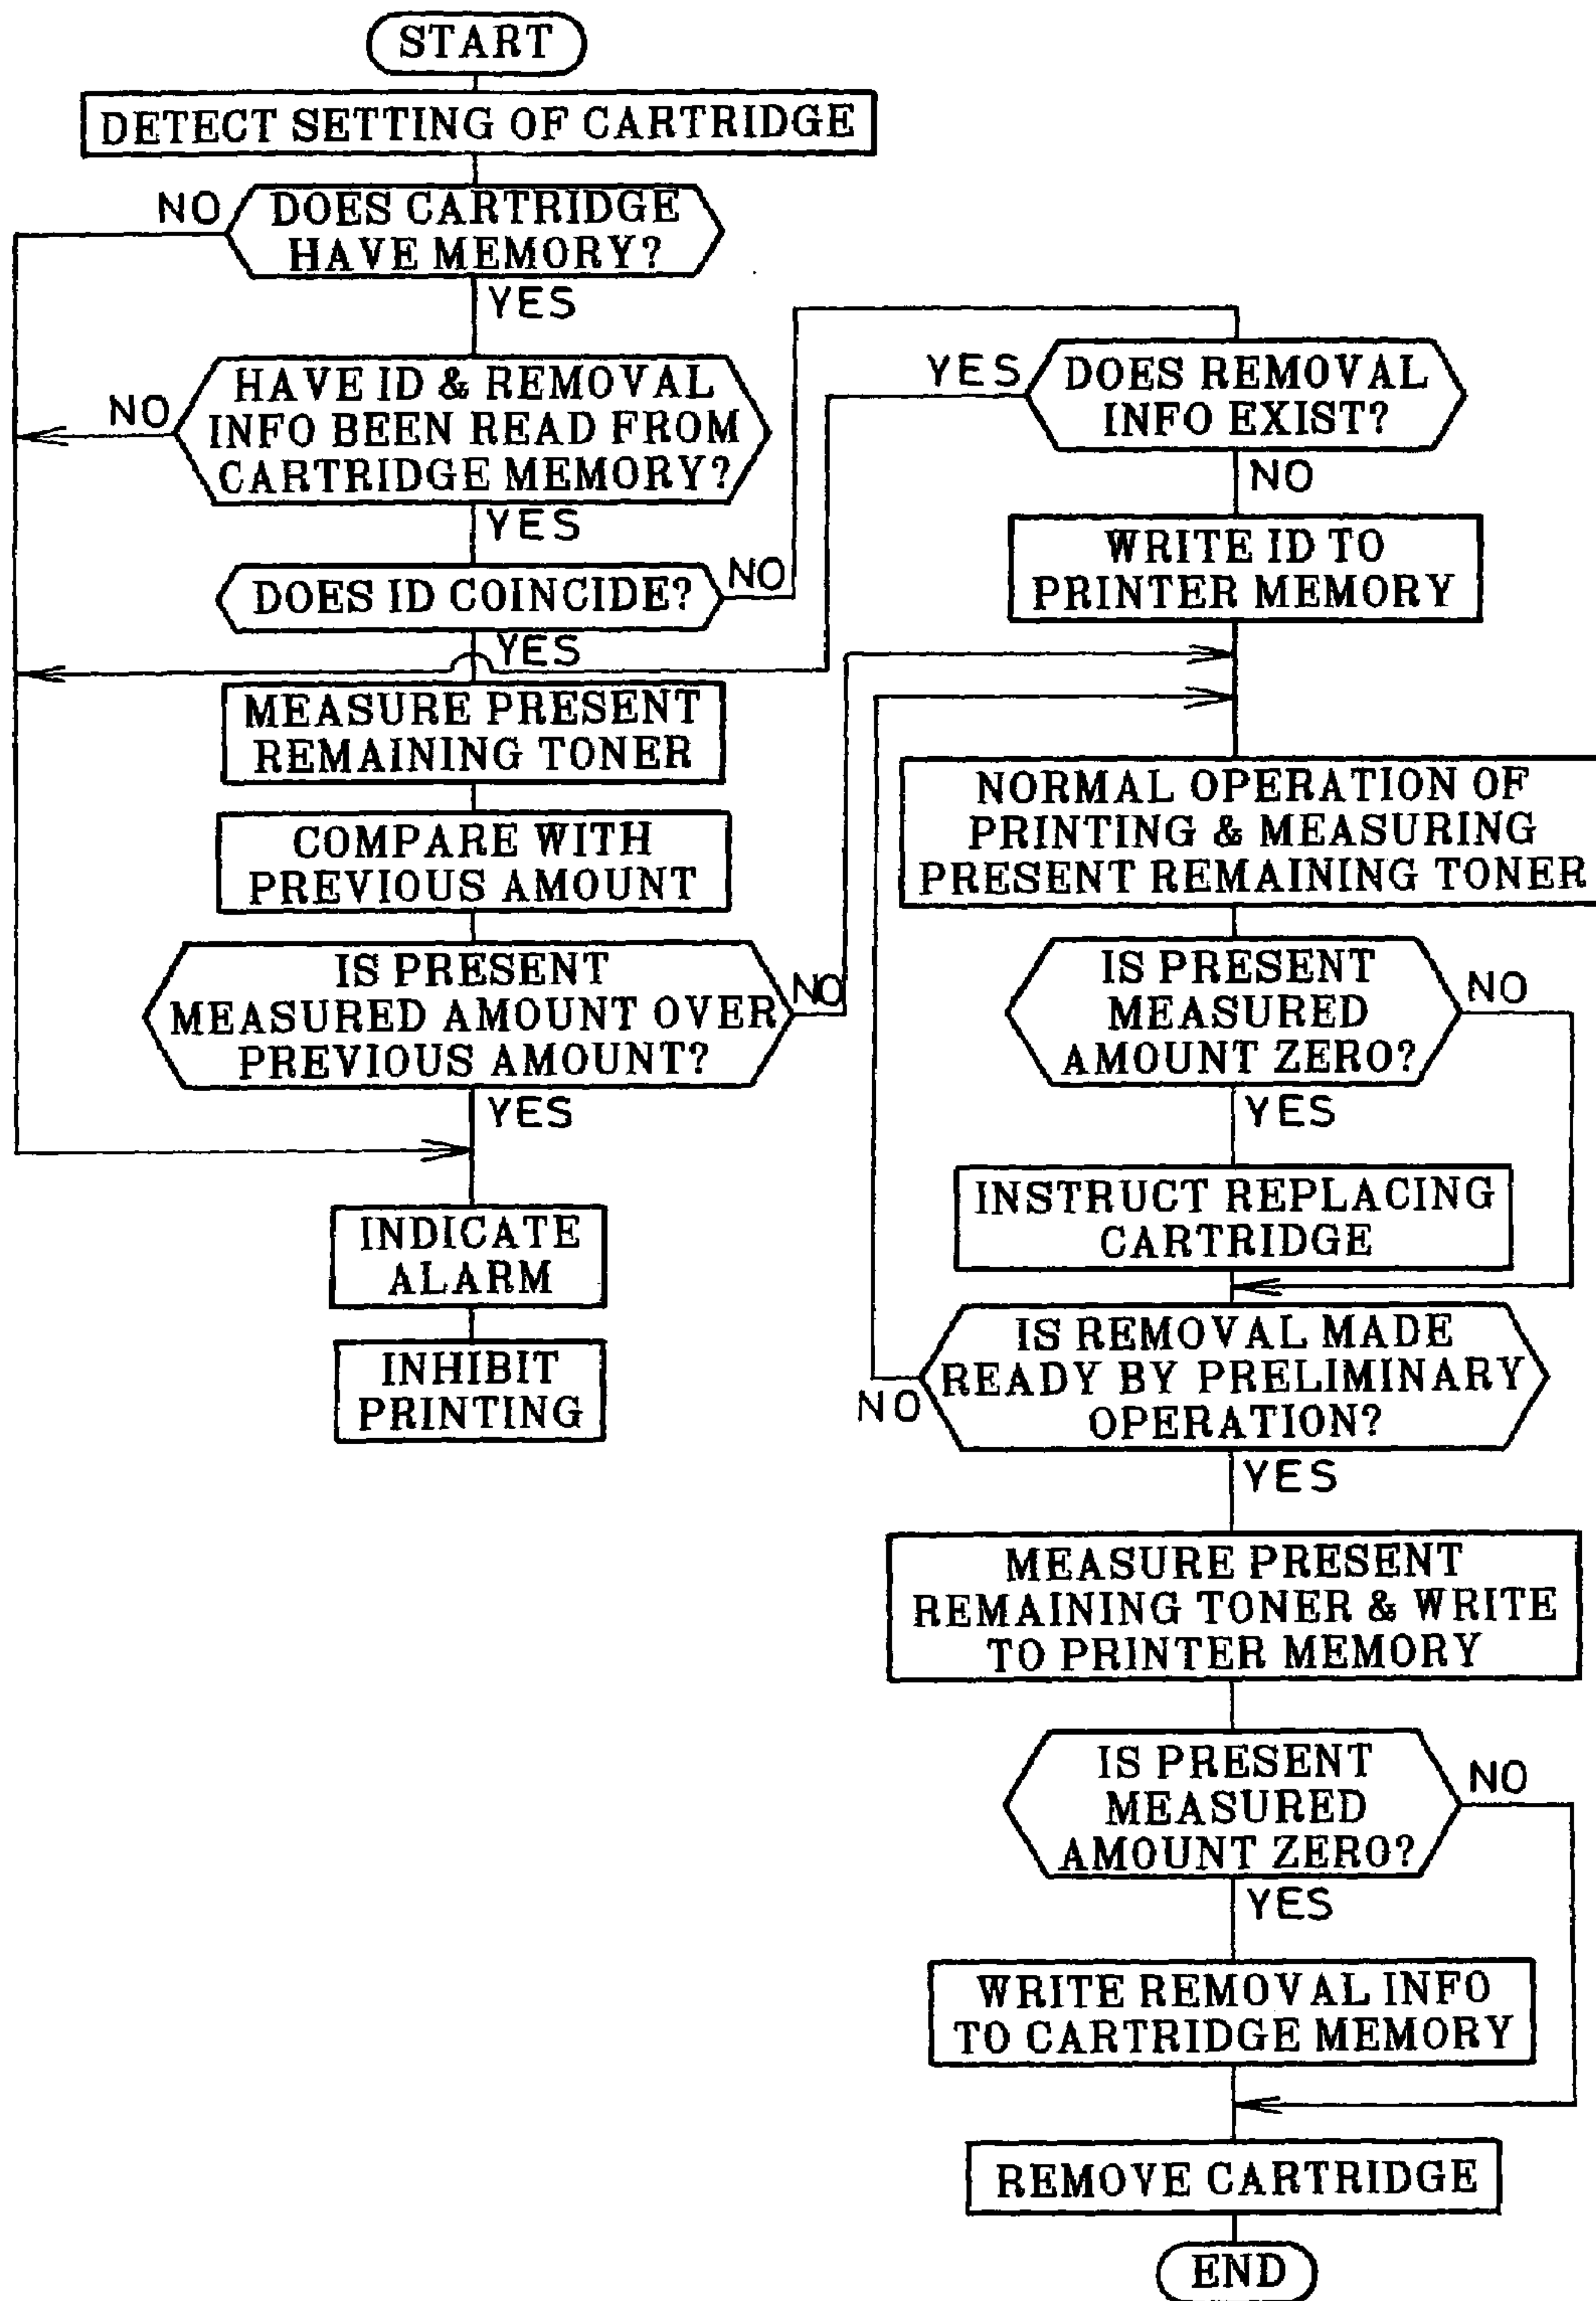 START
DETECT SETTING OF CARTRIDGE
NO
DOES CARTRIDGE
HAVE MEMORY?
YES
NO
HAVE ID & REMOVAL
INFO BEEN READ FROM
CARTRIDGE MEMORY?
YES
DOES ID COINCIDE?
NO
YES
MEASURE PRESENT
REMAINING TONER
COMPARE WITH
PREVIOUS AMOUNT
IS PRESENT
MEASURED AMOUNT OVER
PREVIOUS AMOUNT?
NO
YES
INDICATE
ALARM
INHIBIT
PRINTING
YES
DOES REMOVAL
INFO EXIST?
NO
WRITE ID TO
PRINTER MEMORY
NORMAL OPERATION OF
PRINTING & MEASURING
PRESENT REMAINING TONER
IS PRESENT
MEASURED
AMOUNT ZERO?
NO
YES
INSTRUCT REPLACING
CARTRIDGE
IS REMOVAL MADE
READY BY PRELIMINARY
OPERATION?
NO
YES
MEASURE PRESENT
REMAINING TONER & WRITE
TO PRINTER MEMORY
IS PRESENT
MEASURED
AMOUNT ZERO?
NO
YES
WRITE REMOVAL INFO
TO CARTRIDGE MEMORY
REMOVE CARTRIDGE
END